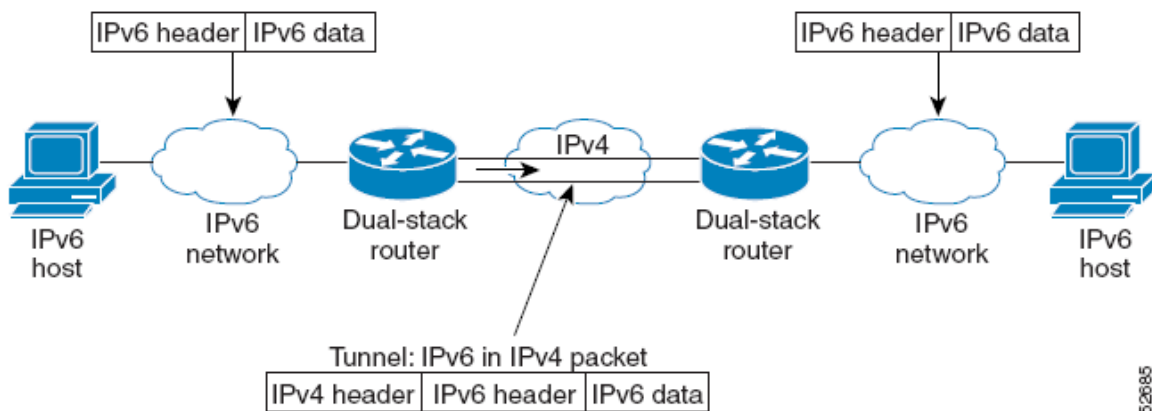 IPv6 header IPv6 data
IPv6 header IPv6 data
IPv4
IPv6
host
IPv6
network
Dual-stack
router
Dual-stack
router
IPv6
network
IPv6
host
Tunnel: IPv6 in IPv4 packet
IPv4 header IPv6 header IPv6 data
52685